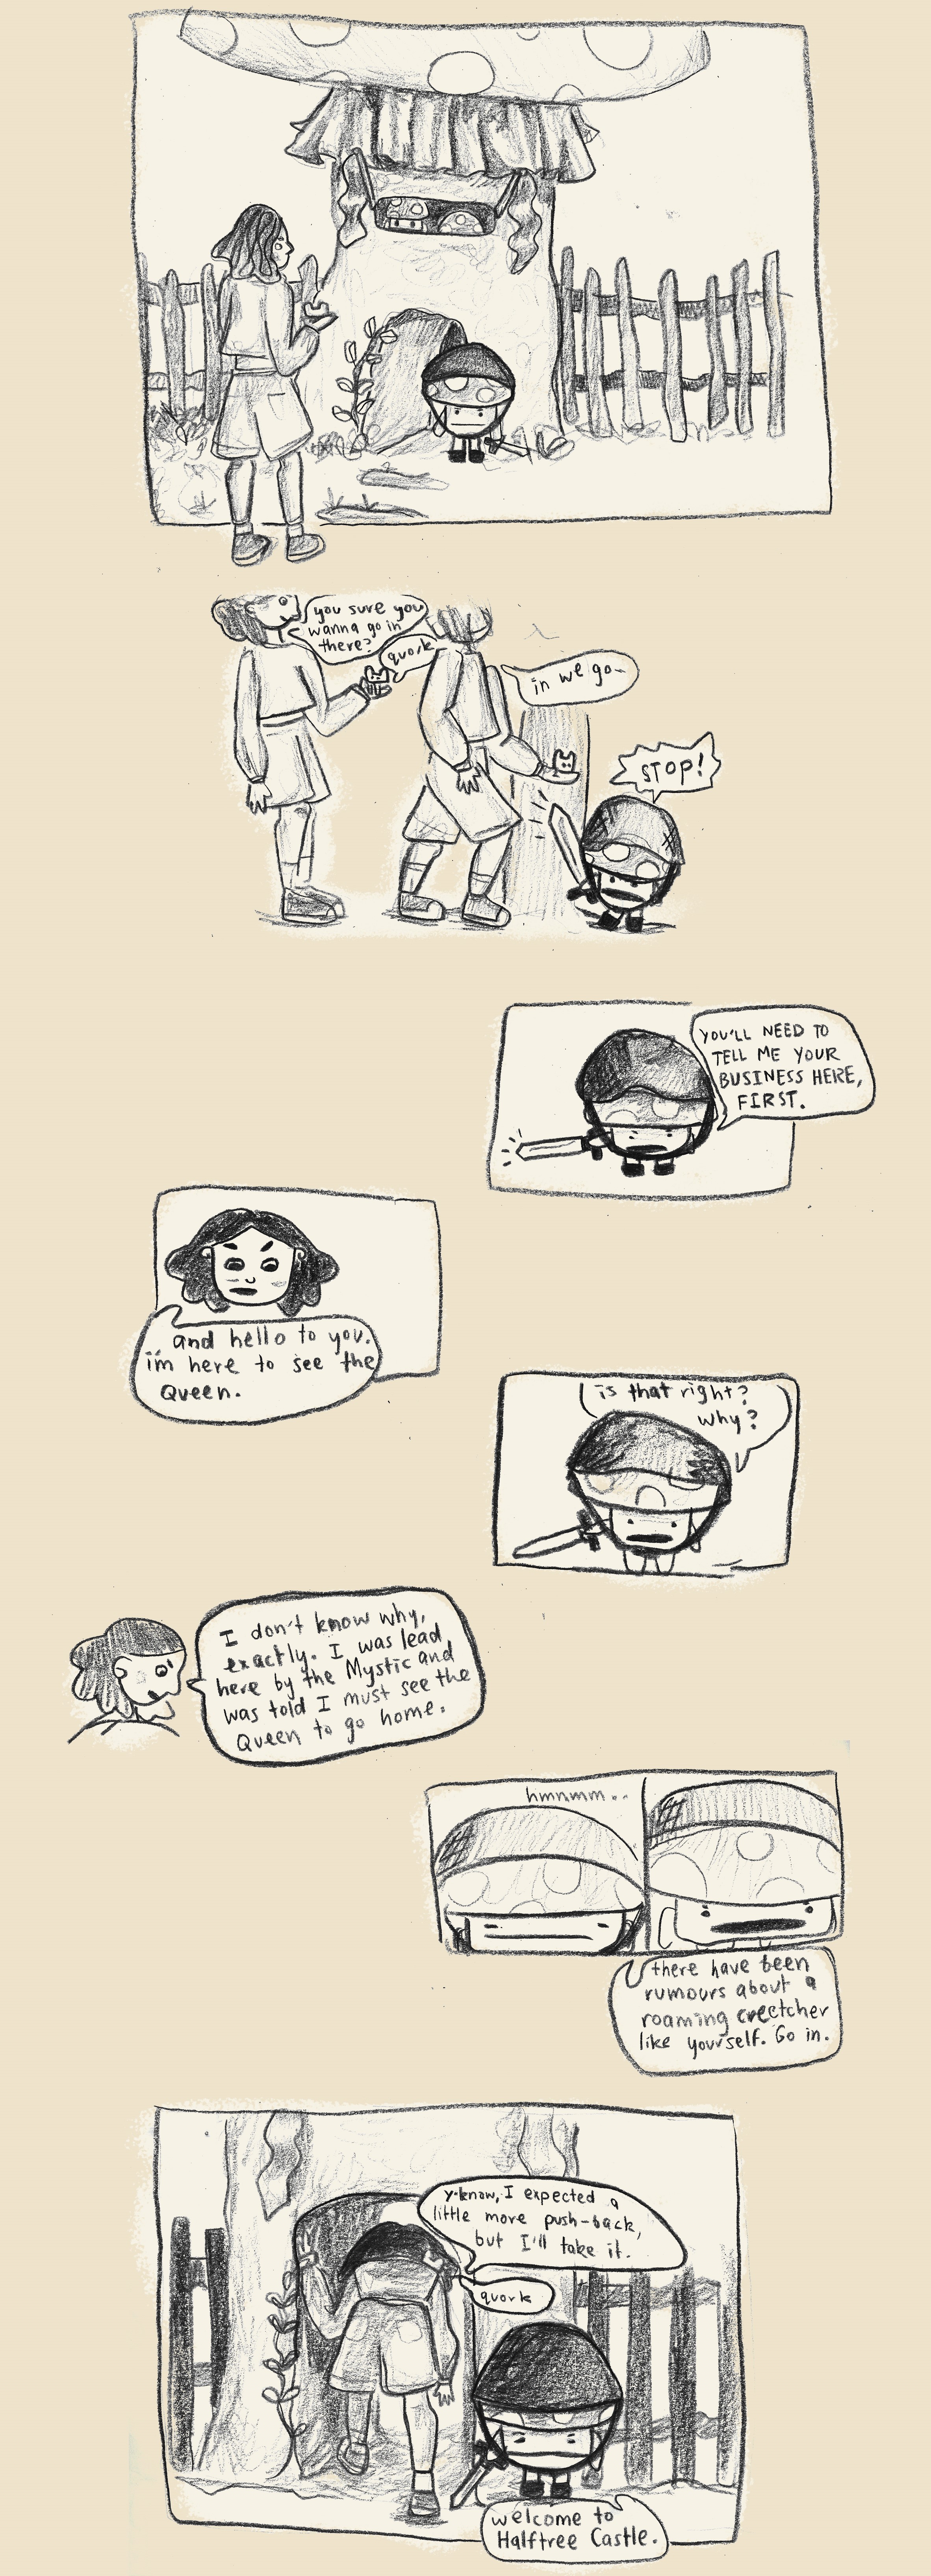 you sure you
wanna go in
there?
quork
in we go-
STOP!
YOU'LL NEED TO
TELL ME YOUR
BUSINESS HERE,
FIRST.
and hello to you.
i'm here to see the
Queen.
is that right?
why?
I don't know why,
exactly. I was lead
here by the Mystic and
was told I must see the
Queen to go home.
hmnmm..
there have been
rumours about a
roaming creetcher
like yourself. Go in.
y'know, I expected a
little more push-back,
but I'll take it.
quork
welcome to
Halftree Castle.